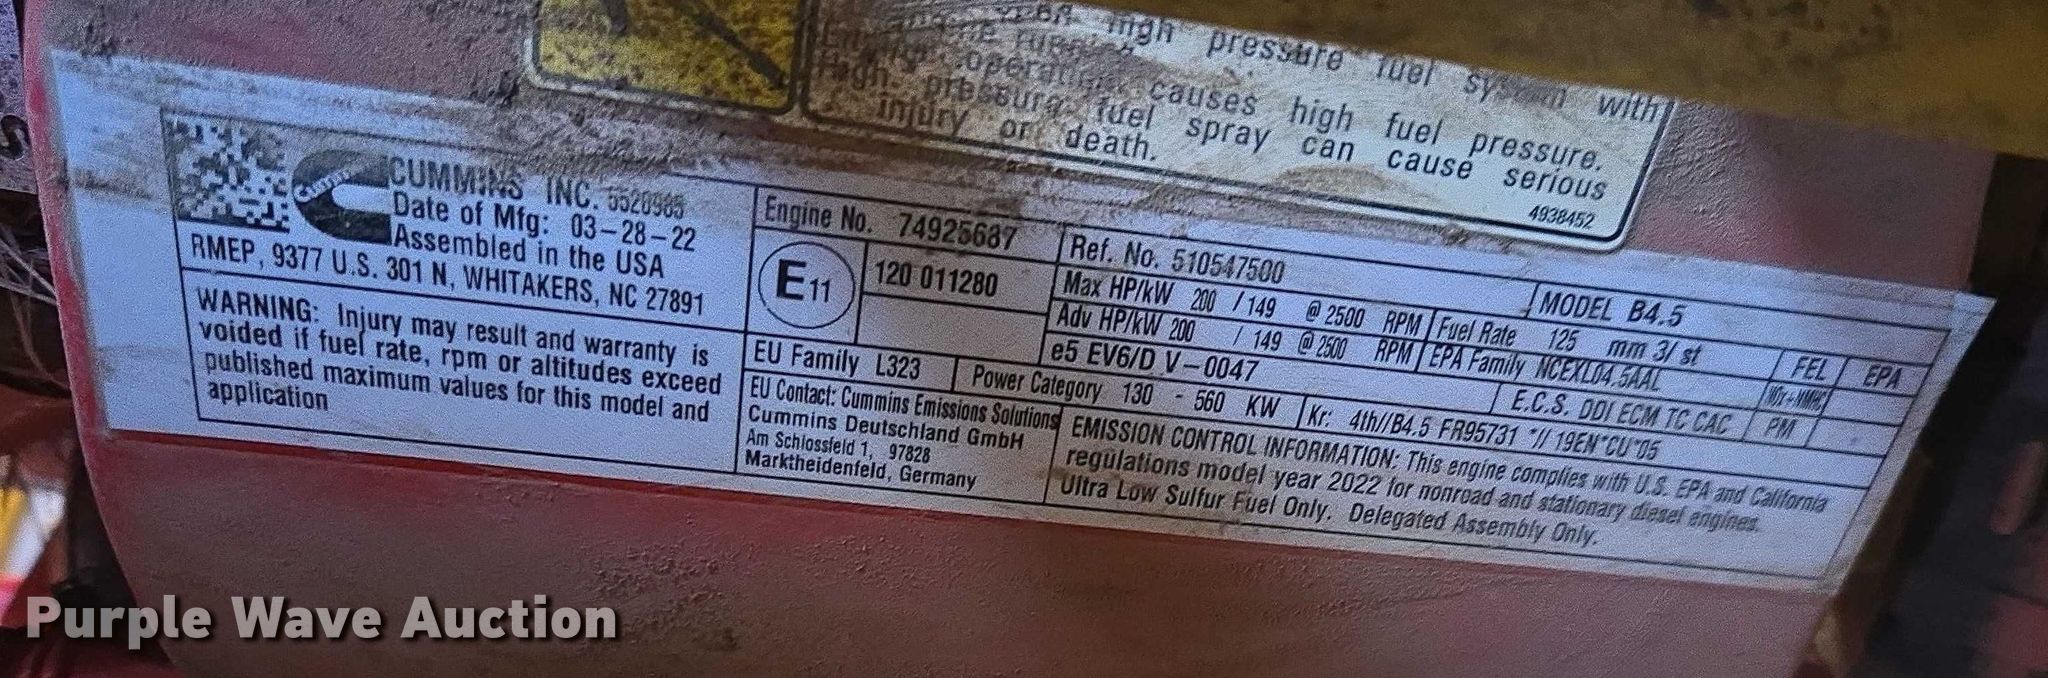 high pressure fuel system with
Engine operation causes high fuel pressure.
High pressure fuel spray can cause serious
injury or death.
4938452
CUMMINS INC. 5520985
Date of Mfg: 03-28-22
Assembled in the USA
RMEP, 9377 U.S. 301 N, WHITAKERS, NC 27891
WARNING: Injury may result and warranty is
voided if fuel rate, rpm or altitudes exceed
published maximum values for this model and
application
Engine No. 74925687
E11
120 011280
EU Family L323
Power Category 130 - 560 KW
EU Contact: Cummins Emissions Solutions
Cummins Deutschland GmbH
Am Schlossfeld 1, 97828
Marktheidenfeld, Germany
Ref. No. 510547500
MODEL B4.5
Max HP/kW 200 / 149 @ 2500 RPM
Fuel Rate 125 mm 3/ st
Adv HP/kW 200 / 149 @ 2500 RPM
EPA Family NCEXL04.5AAL
FEL EPA
e5 EV6/D V-0047
E.C.S. DDI ECM TC CAC
NOx+NMHC
PM
Kr: 4th//B4.5 FR95731 *// 19EN*CU*05
EMISSION CONTROL INFORMATION: This engine complies with U.S. EPA and California
regulations model year 2022 for nonroad and stationary diesel engines.
Ultra Low Sulfur Fuel Only. Delegated Assembly Only.
Purple Wave Auction